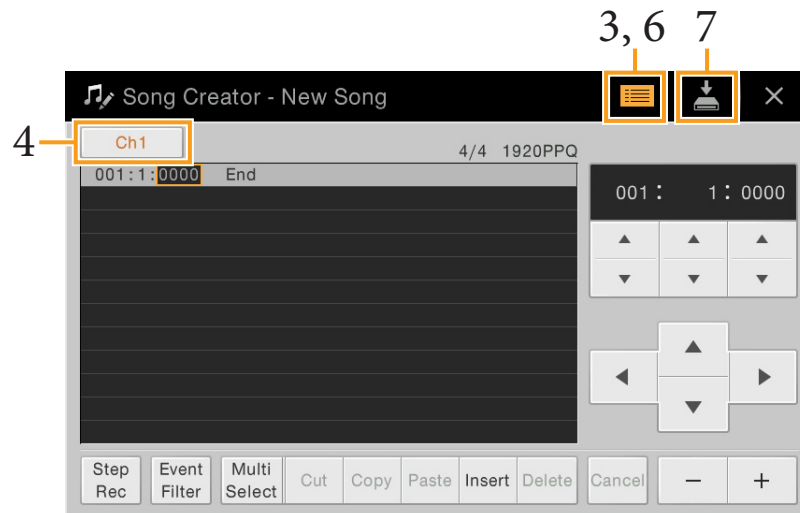 3, 6 7
Song Creator - New Song
4
Ch1
4/4 1920PPQ
001:1:0000 End
001: 1: 0000
Step Rec
Event Filter
Multi Select
Cut
Copy
Paste
Insert
Delete
Cancel
− +